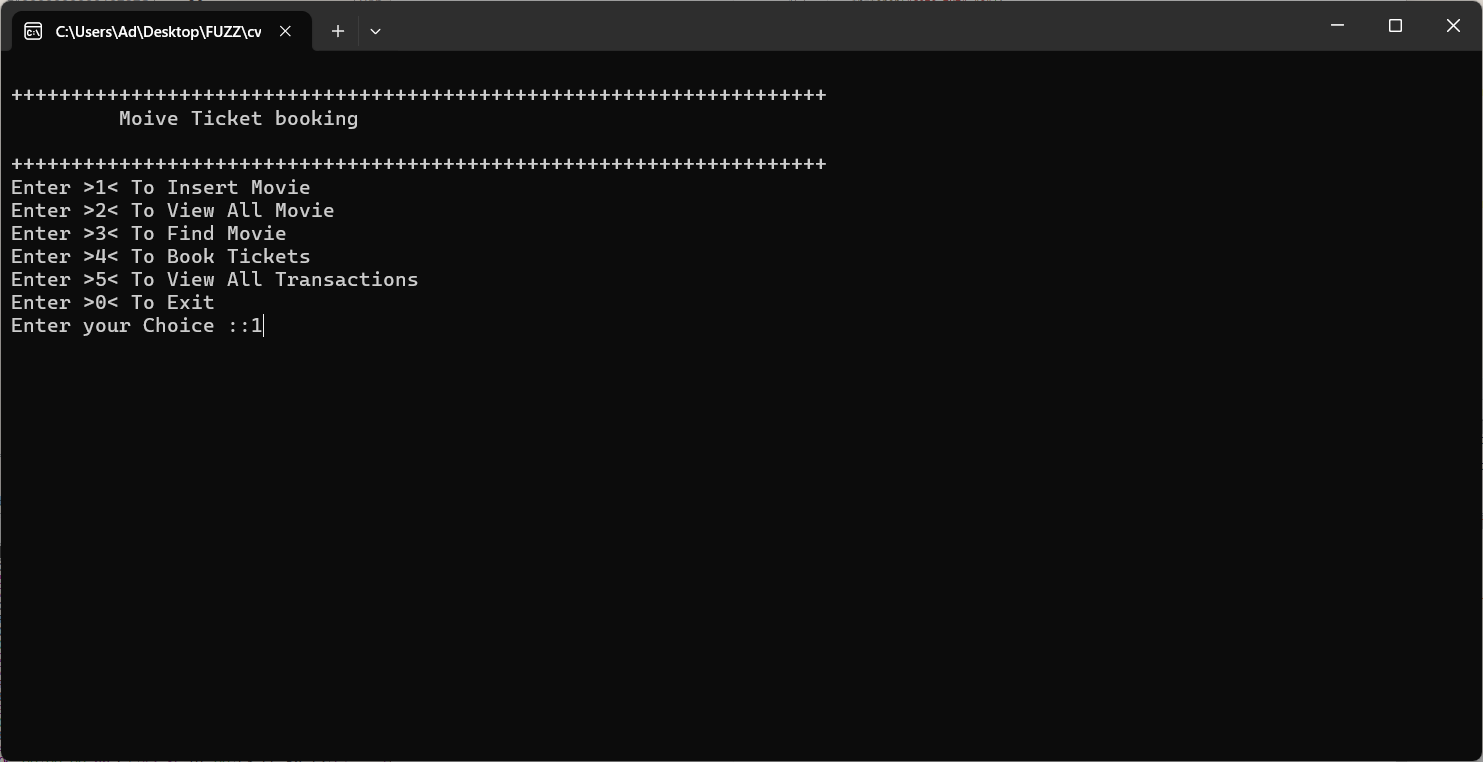 C:\Users\Ad\Desktop\FUZZ\cv
++++++++++++++++++++++++++++++++++++++++++++++++++++++++++++++++++++
Moive Ticket booking
++++++++++++++++++++++++++++++++++++++++++++++++++++++++++++++++++++
Enter >1< To Insert Movie
Enter >2< To View All Movie
Enter >3< To Find Movie
Enter >4< To Book Tickets
Enter >5< To View All Transactions
Enter >0< To Exit
Enter your Choice ::1